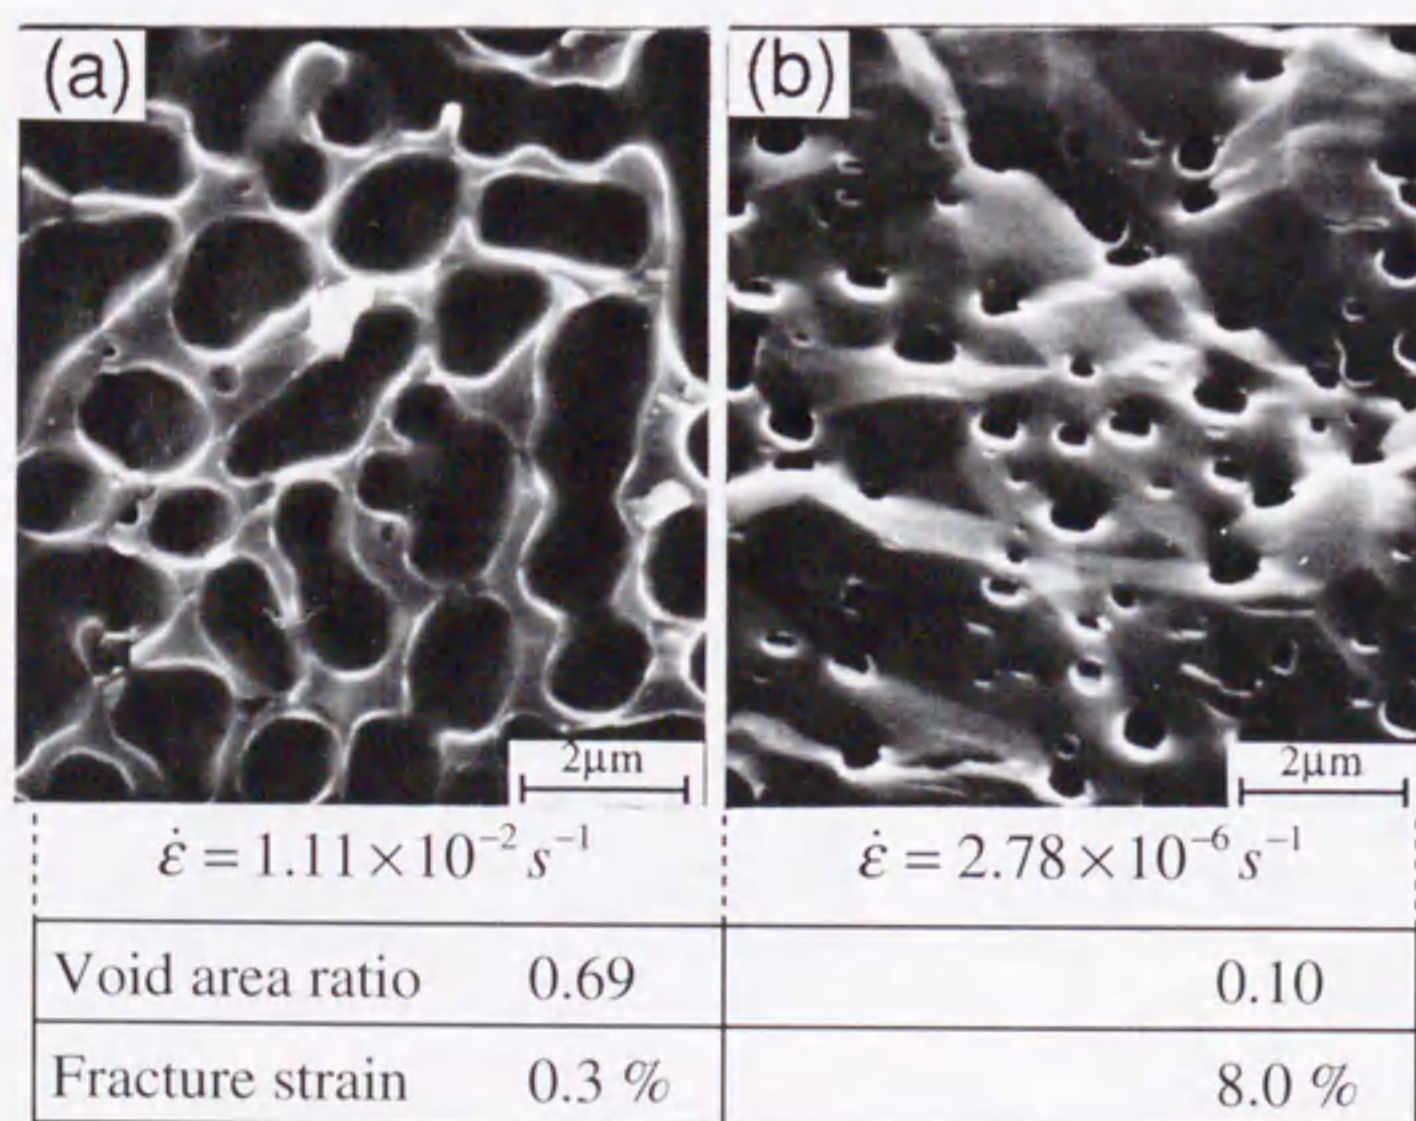 (a) (b)
2μm 2μm
ε̇ = 1.11×10⁻² s⁻¹ ε̇ = 2.78×10⁻⁶ s⁻¹
Void area ratio 0.69 0.10
Fracture strain 0.3 % 8.0 %